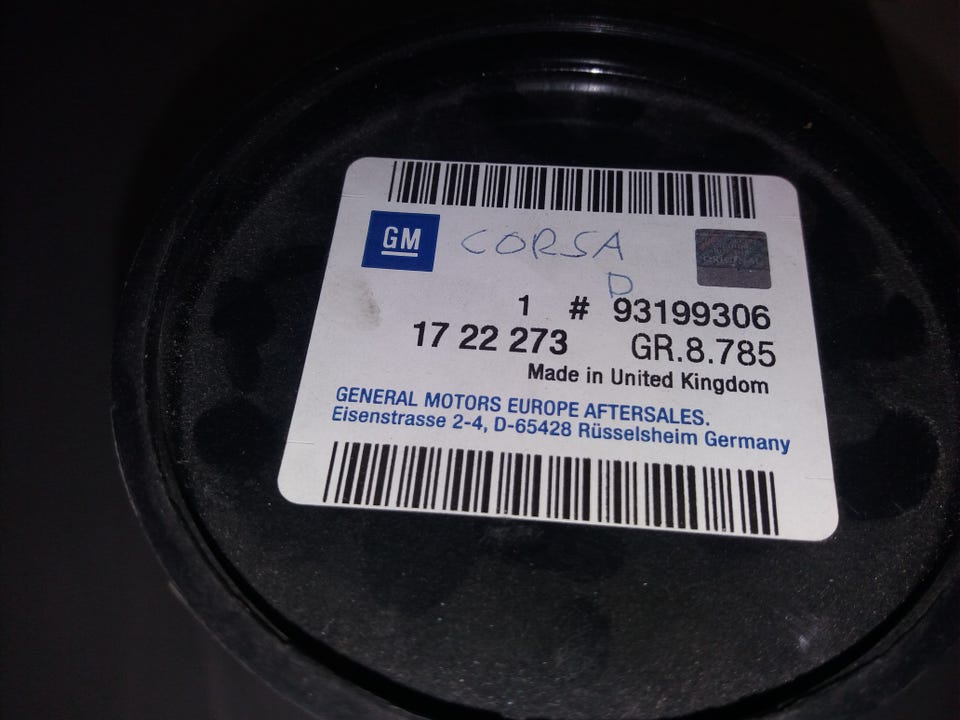 GM CORSA
D
1 # 93199306
17 22 273 GR.8.785
Made in United Kingdom
GENERAL MOTORS EUROPE AFTERSALES.
Eisenstrasse 2-4, D-65428 Rüsselsheim Germany